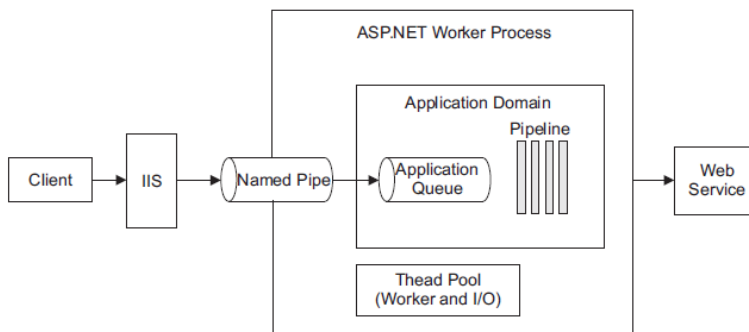 ASP.NET Worker Process
Application Domain
Pipeline
Client
IIS
Named Pipe
Application
Queue
Web
Service
Thead Pool
(Worker and I/O)